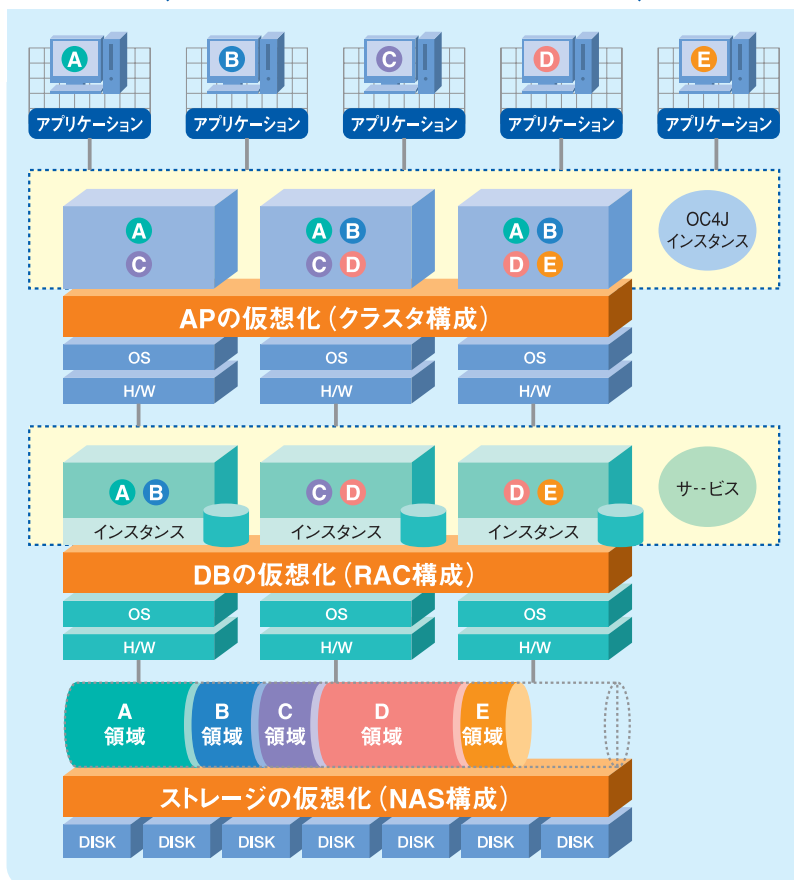 A
B
C
D
E
アプリケーション
アプリケーション
アプリケーション
アプリケーション
アプリケーション
A
C
A B
C D
A B
D E
OC4J
インスタンス
APの仮想化（クラスタ構成）
OS
OS
OS
H/W
H/W
H/W
A B
C D
D E
サービス
インスタンス
インスタンス
インスタンス
DBの仮想化（RAC構成）
OS
OS
OS
H/W
H/W
H/W
A
領域
B
領域
C
領域
D
領域
E
領域
ストレージの仮想化（NAS構成）
DISK
DISK
DISK
DISK
DISK
DISK
DISK